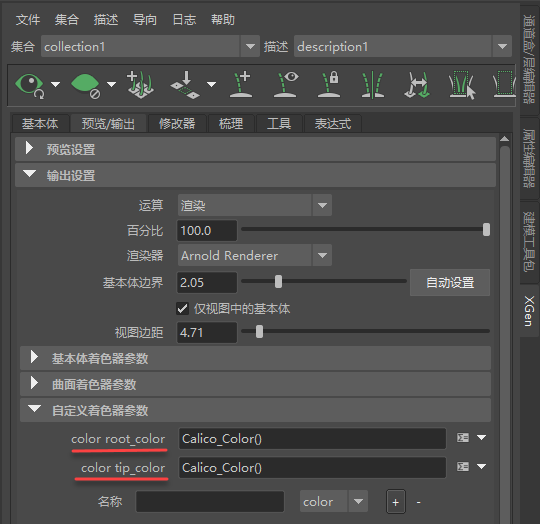 文件 集合 描述 导向 日志 帮助
集合 collection1 描述 description1
基本体 预览/输出 修改器 梳理 工具 表达式
预览设置
输出设置
运算 渲染
百分比 100.0
渲染器 Arnold Renderer
基本体边界 2.05 自动设置
仅视图中的基本体
视图边距 4.71
基本体着色器参数
曲面着色器参数
自定义着色器参数
color root_color Calico_Color()
color tip_color Calico_Color()
名称 color + -
通道盒/层编辑器
属性编辑器
建模工具包
XGen